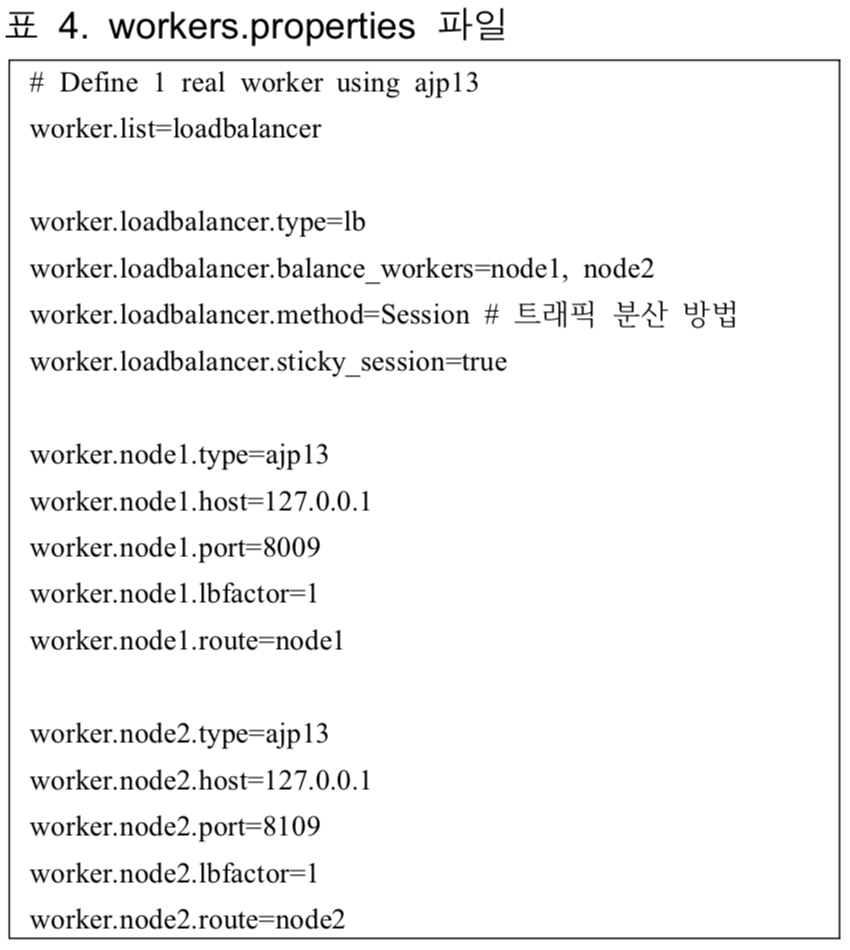 표 4. workers.properties 파일
# Define 1 real worker using ajp13
worker.list=loadbalancer
worker.loadbalancer.type=lb
worker.loadbalancer.balance_workers=node1, node2
worker.loadbalancer.method=Session # 트래픽 분산 방법
worker.loadbalancer.sticky_session=true
worker.node1.type=ajp13
worker.node1.host=127.0.0.1
worker.node1.port=8009
worker.node1.lbfactor=1
worker.node1.route=node1
worker.node2.type=ajp13
worker.node2.host=127.0.0.1
worker.node2.port=8109
worker.node2.lbfactor=1
worker.node2.route=node2